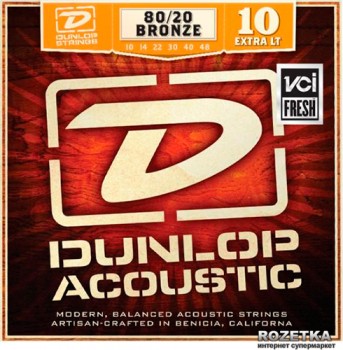 80/20
BRONZE
10 14 22 30 40 48
10
EXTRA LT
DUNLOP
STRINGS
vci
FRESH
DUNLOP
ACOUSTIC
MODERN, BALANCED ACOUSTIC STRINGS
ARTISAN-CRAFTED IN BENICIA, CALIFORNA
ROZETKA
интернет супермаркет